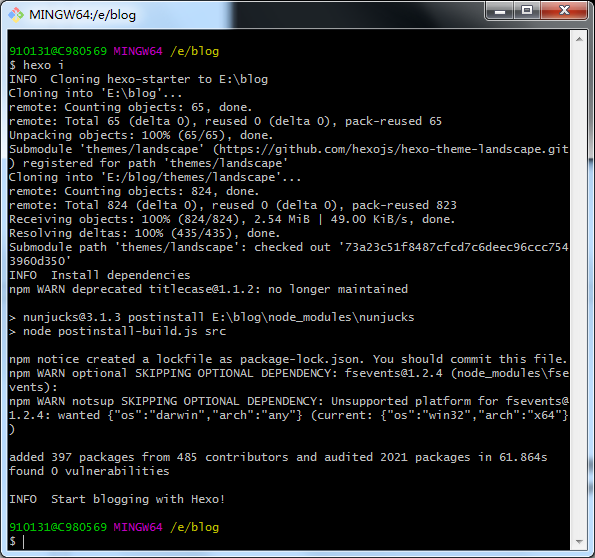 MINGW64:/e/blog
910131@C980569 MINGW64 /e/blog
$ hexo i
INFO  Cloning hexo-starter to E:\blog
Cloning into 'E:\blog'...
remote: Counting objects: 65, done.
remote: Total 65 (delta 0), reused 0 (delta 0), pack-reused 65
Unpacking objects: 100% (65/65), done.
Submodule 'themes/landscape' (https://github.com/hexojs/hexo-theme-landscape.git
) registered for path 'themes/landscape'
Cloning into 'E:/blog/themes/landscape'...
remote: Counting objects: 824, done.
remote: Total 824 (delta 0), reused 0 (delta 0), pack-reused 823
Receiving objects: 100% (824/824), 2.54 MiB | 49.00 KiB/s, done.
Resolving deltas: 100% (435/435), done.
Submodule path 'themes/landscape': checked out '73a23c51f8487cfcd7c6deec96ccc754
3960d350'
INFO  Install dependencies
npm WARN deprecated titlecase@1.1.2: no longer maintained
> nunjucks@3.1.3 postinstall E:\blog\node_modules\nunjucks
> node postinstall-build.js src
npm notice created a lockfile as package-lock.json. You should commit this file.
npm WARN optional SKIPPING OPTIONAL DEPENDENCY: fsevents@1.2.4 (node_modules\fse
vents):
npm WARN notsup SKIPPING OPTIONAL DEPENDENCY: Unsupported platform for fsevents@
1.2.4: wanted {"os":"darwin","arch":"any"} (current: {"os":"win32","arch":"x64"}
)
added 397 packages from 485 contributors and audited 2021 packages in 61.864s
found 0 vulnerabilities
INFO  Start blogging with Hexo!
910131@C980569 MINGW64 /e/blog
$